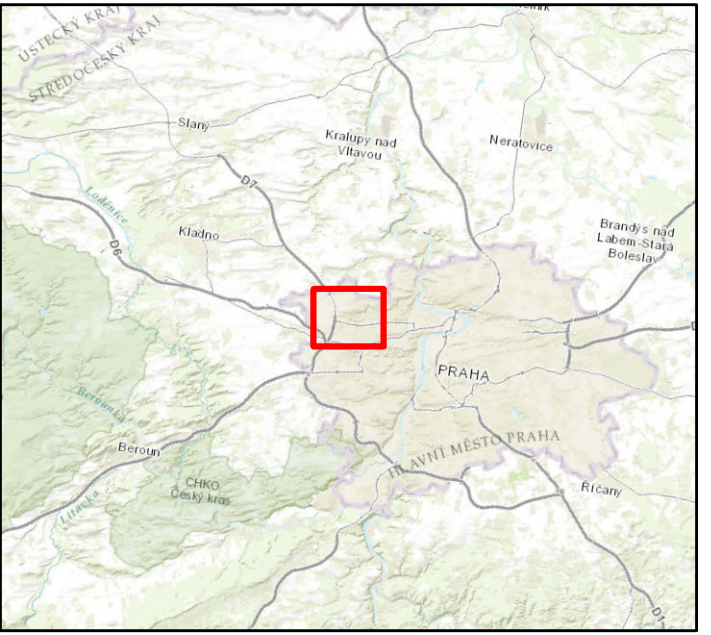 ÚSTECKÝ KRAJ
STŘEDOČESKÝ KRAJ
Slaný
Kralupy nad
Vltavou
Neratovice
D7
Loděnice
Kladno
D6
Brandýs nad
Labem-Stará
Boleslav
PRAHA
Berounka
Beroun
HLAVNÍ MĚSTO PRAHA
CHKO
Český kras
Litavka
Říčany
D1